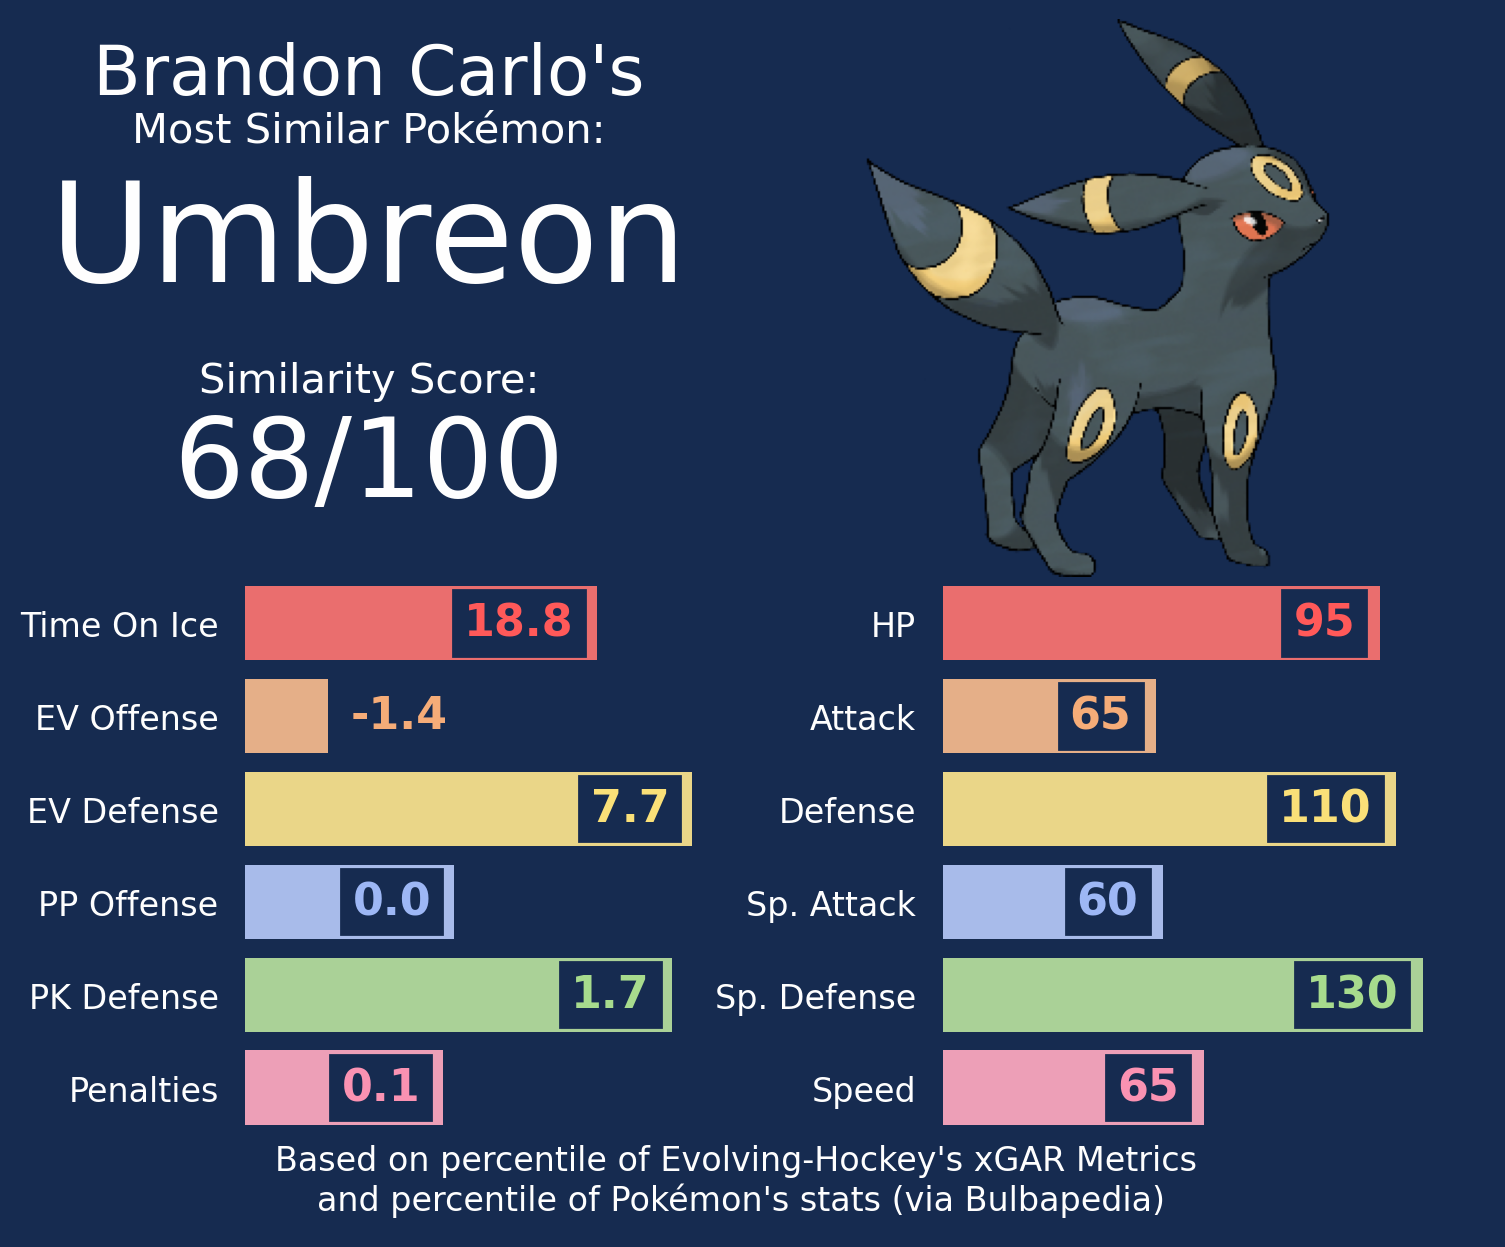 Brandon Carlo's
Most Similar Pokémon:
Umbreon
Similarity Score:
68/100
Time On Ice 18.8
EV Offense -1.4
EV Defense 7.7
PP Offense 0.0
PK Defense 1.7
Penalties 0.1
HP 95
Attack 65
Defense 110
Sp. Attack 60
Sp. Defense 130
Speed 65
Based on percentile of Evolving-Hockey's xGAR Metrics
and percentile of Pokémon's stats (via Bulbapedia)